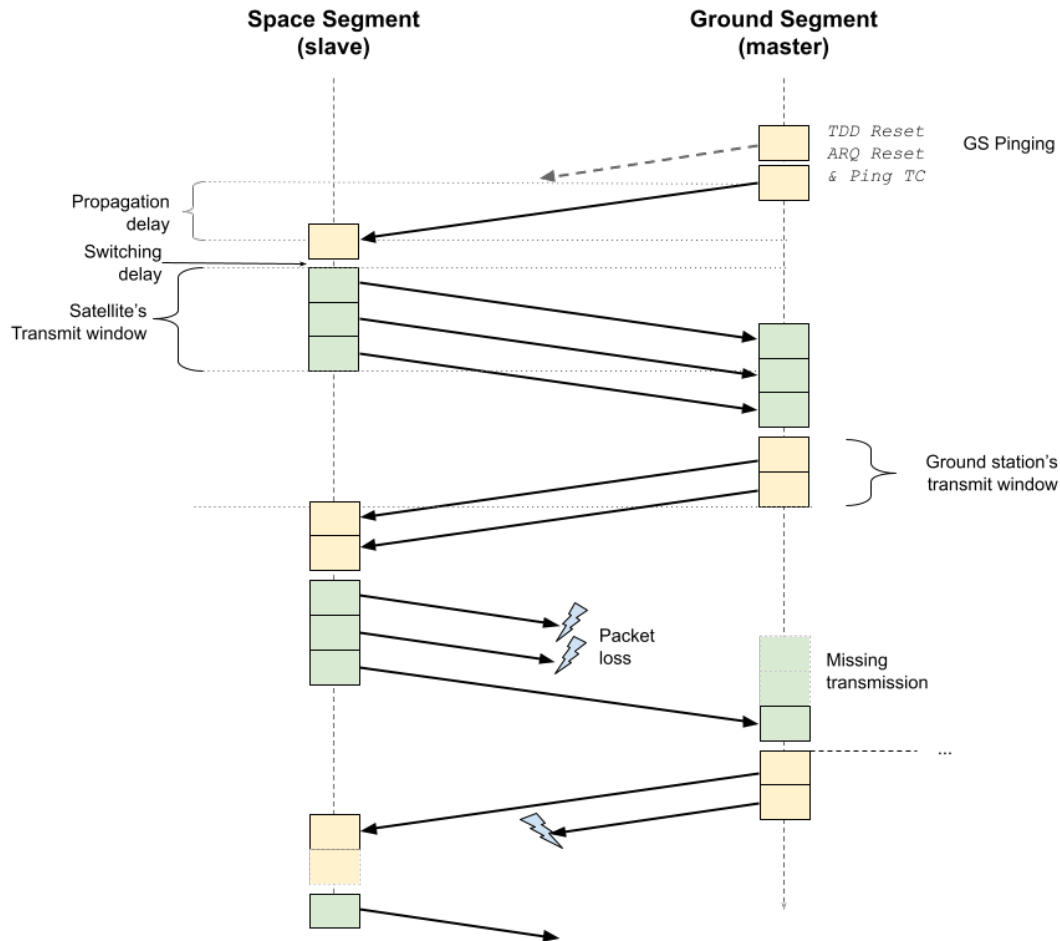 Space Segment
(slave)
Ground Segment
(master)
TDD Reset
ARQ Reset
& Ping TC
GS Pinging
Propagation
delay
Switching
delay
Satellite's
Transmit window
Ground station's
transmit window
Packet
loss
Missing
transmission
...